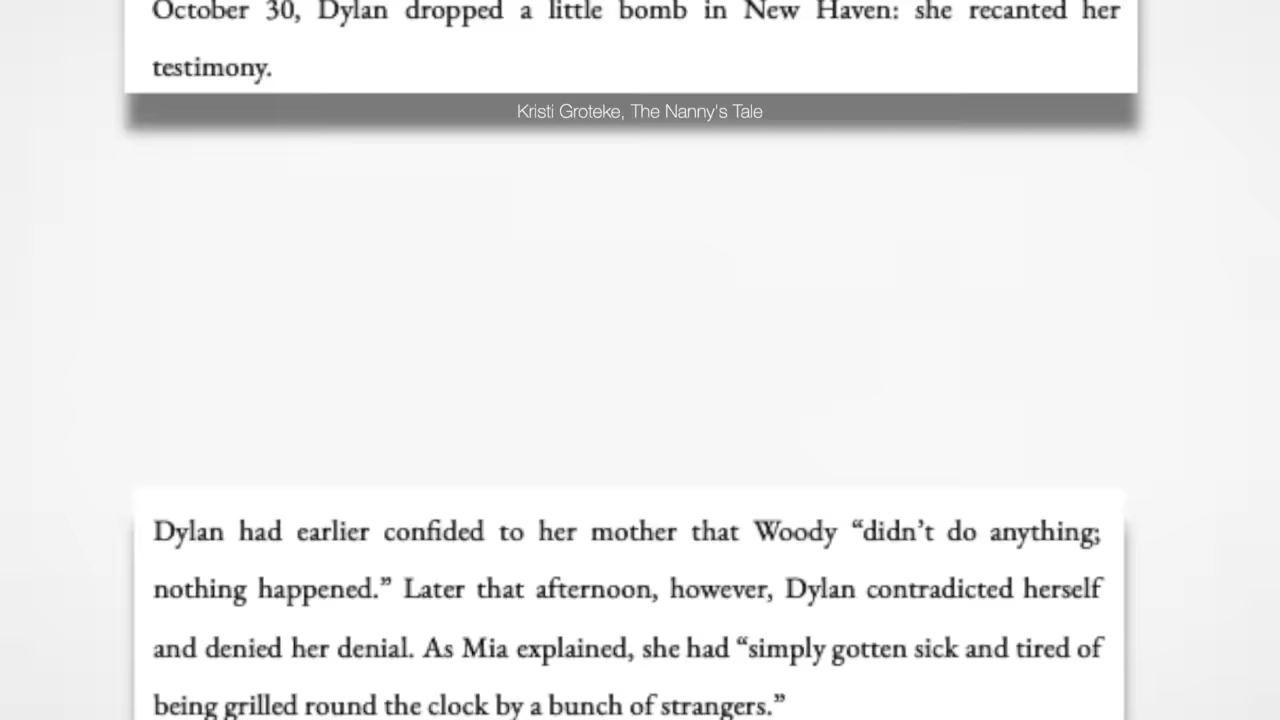 October 30, Dylan dropped a little bomb in New Haven: she recanted her
testimony.
Kristi Groteke, The Nanny's Tale
Dylan had earlier confided to her mother that Woody “didn’t do anything;
nothing happened.” Later that afternoon, however, Dylan contradicted herself
and denied her denial. As Mia explained, she had “simply gotten sick and tired of
being grilled round the clock by a bunch of strangers.”